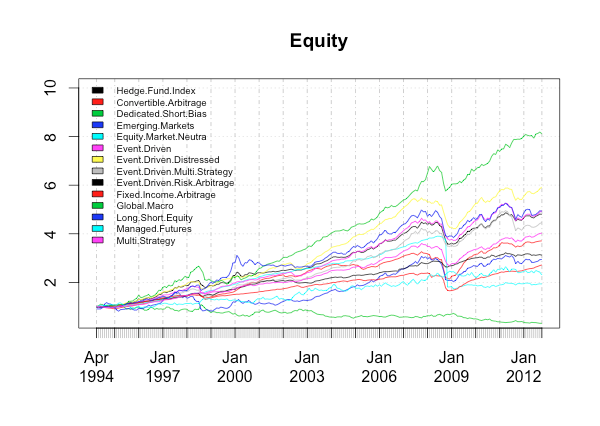 Equity
10
8
6
4
2
Hedge.Fund.Index
Convertible.Arbitrage
Dedicated.Short.Bias
Emerging.Markets
Equity.Market.Neutra
Event.Driven
Event.Driven.Distressed
Event.Driven.Multi.Strategy
Event.Driven.Risk.Arbitrage
Fixed.Income.Arbitrage
Global.Macro
Long.Short.Equity
Managed.Futures
Multi.Strategy
Apr Jan Jan Jan Jan Jan Jan
1994 1997 2000 2003 2006 2009 2012